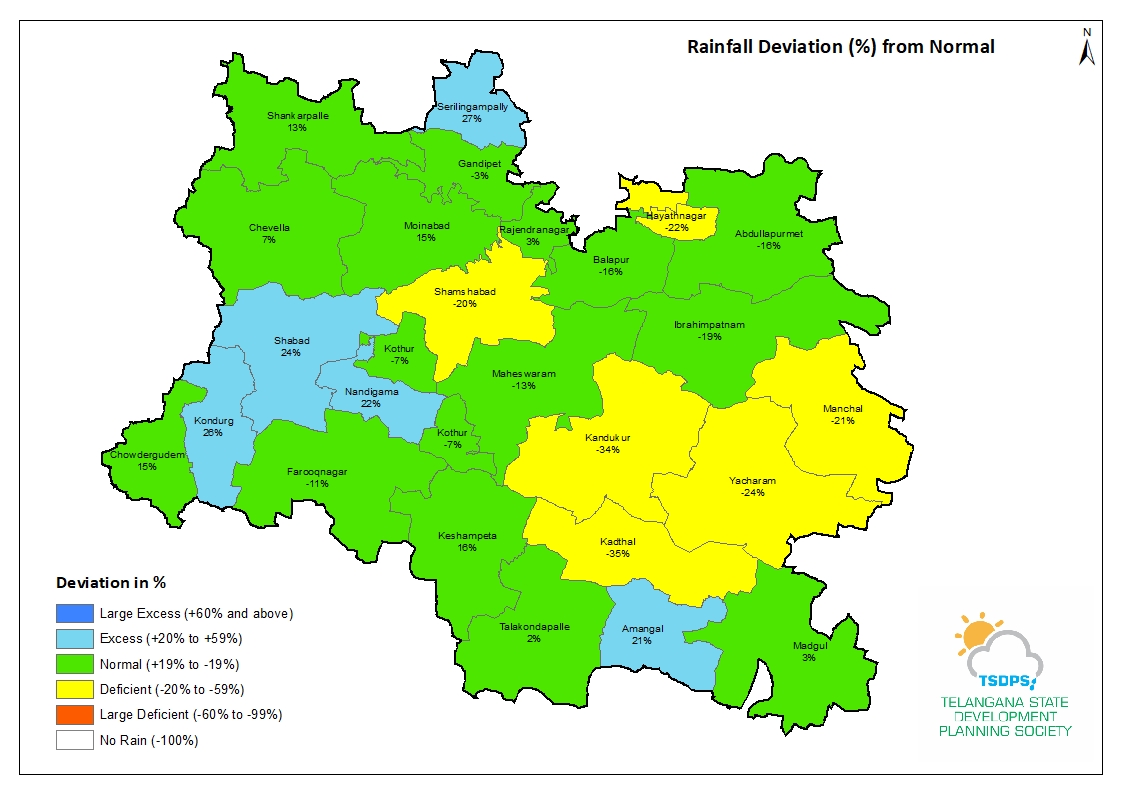 Rainfall Deviation (%) from Normal
N
Serilingampally
27%
Shankarpalle
13%
Gandipet
-3%
Hayathnagar
-22%
Chevella
7%
Moinabad
15%
Rajendranagar
3%
Abdullapurmet
-16%
Balapur
-16%
Shamshabad
-20%
Ibrahimpatnam
-19%
Shabad
24%
Kothur
-7%
Maheswaram
-13%
Nandigama
22%
Manchal
-21%
Kondurg
26%
Kothur
-7%
Kandukur
-34%
Chowdergudem
15%
Farooqnagar
-11%
Yacharam
-24%
Keshampeta
16%
Kadthal
-35%
Talakondapalle
2%
Amangal
21%
Madgul
3%
Deviation in %
Large Excess (+60% and above)
Excess (+20% to +59%)
Normal (+19% to -19%)
Deficient (-20% to -59%)
Large Deficient (-60% to -99%)
No Rain (-100%)
TSDPS
TELANGANA STATE
DEVELOPMENT
PLANNING SOCIETY